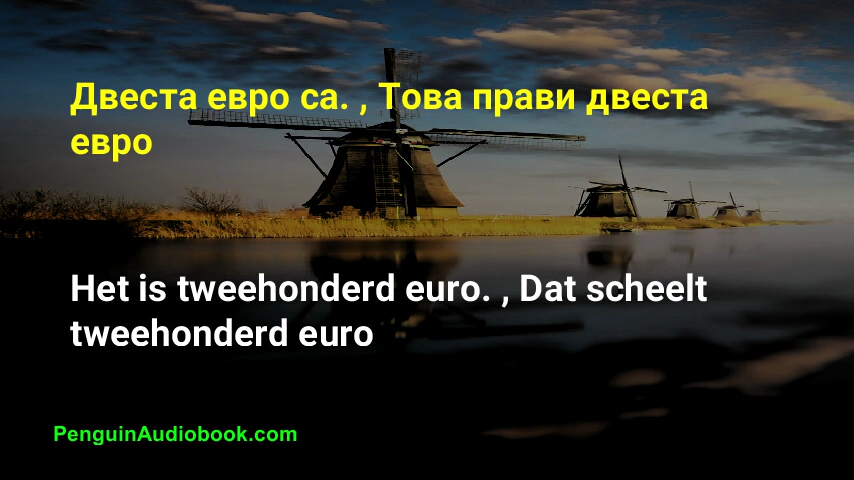 Двеста евро са. , Това прави двеста
евро
Het is tweehonderd euro. , Dat scheelt
tweehonderd euro
PenguinAudiobook.com